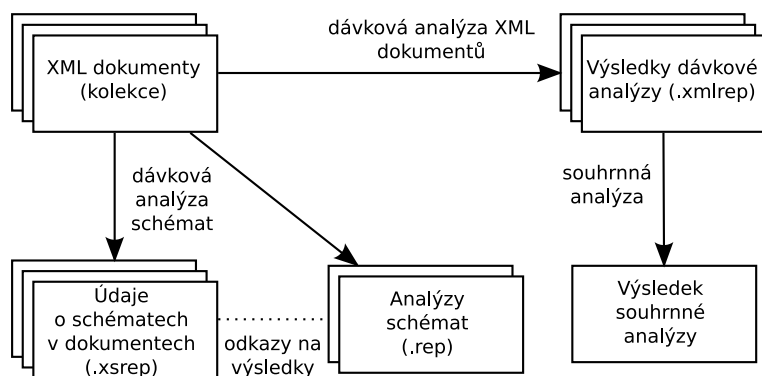 dávková analýza XML
dokumentů
XML dokumenty
(kolekce)
Výsledky dávkové
analýzy (.xmlrep)
dávková
analýza
schémat
souhrnná
analýza
Údaje
o schématech
v dokumentech
(.xsrep)
odkazy na
výsledky
Analýzy
schémat
(.rep)
Výsledek
souhrnné
analýzy